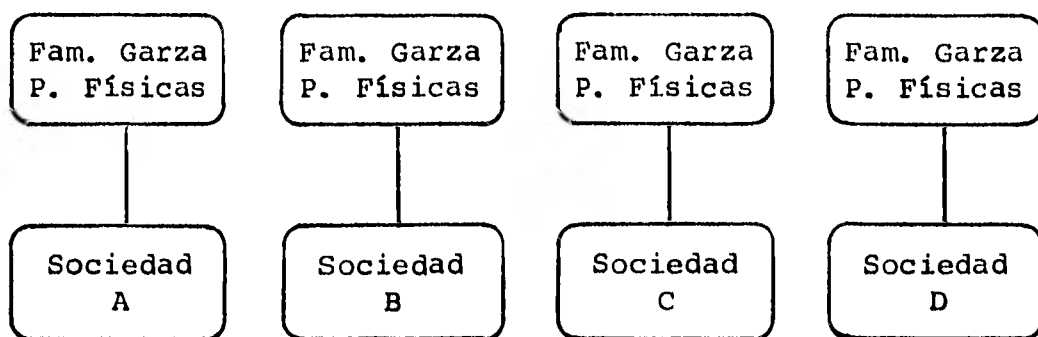 Fam. Garza
P. Físicas
Fam. Garza
P. Físicas
Fam. Garza
P. Físicas
Fam. Garza
P. Físicas
Sociedad
A
Sociedad
B
Sociedad
C
Sociedad
D